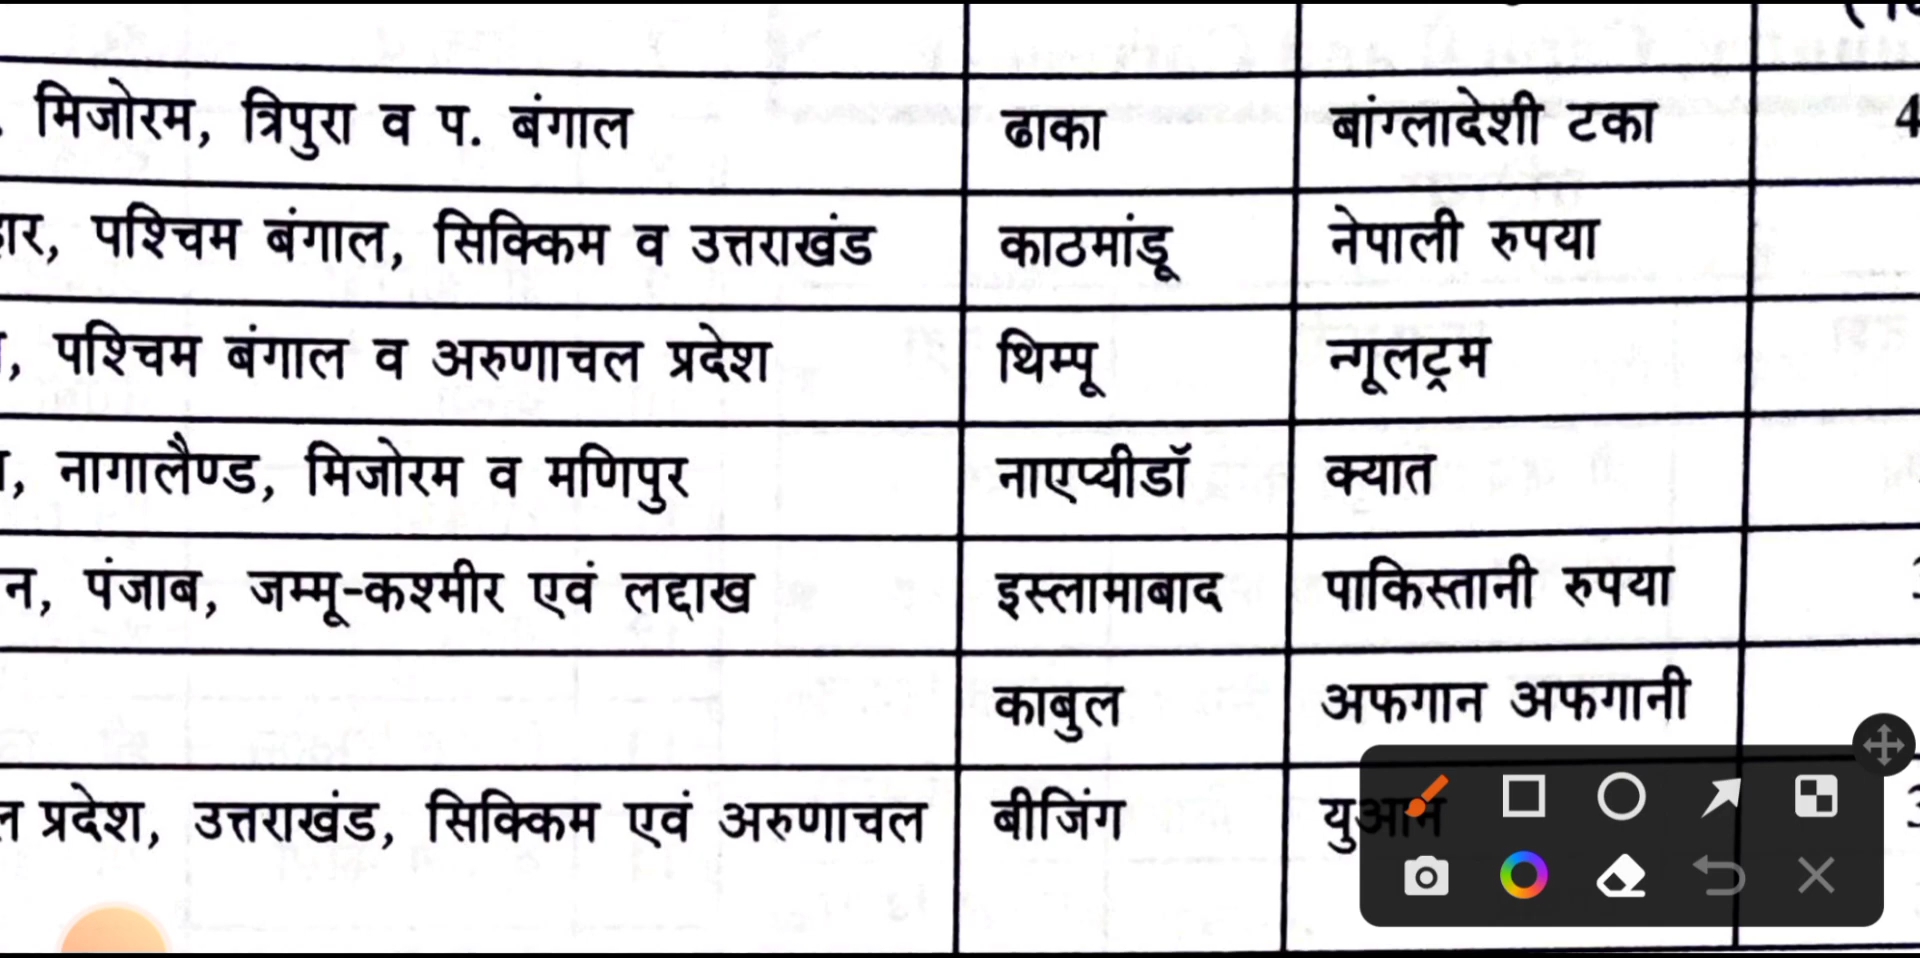 मिजोरम, त्रिपुरा व प. बंगाल ढाका बांग्लादेशी टका
पश्चिम बंगाल, सिक्किम व उत्तराखंड काठमांडू नेपाली रुपया
पश्चिम बंगाल व अरुणाचल प्रदेश थिम्पू न्गूलट्रम
नागालैण्ड, मिजोरम व मणिपुर नाएप्यीडॉ क्यात
पंजाब, जम्मू-कश्मीर एवं लद्दाख इस्लामाबाद पाकिस्तानी रुपया
काबुल अफगान अफगानी
प्रदेश, उत्तराखंड, सिक्किम एवं अरुणाचल बीजिंग